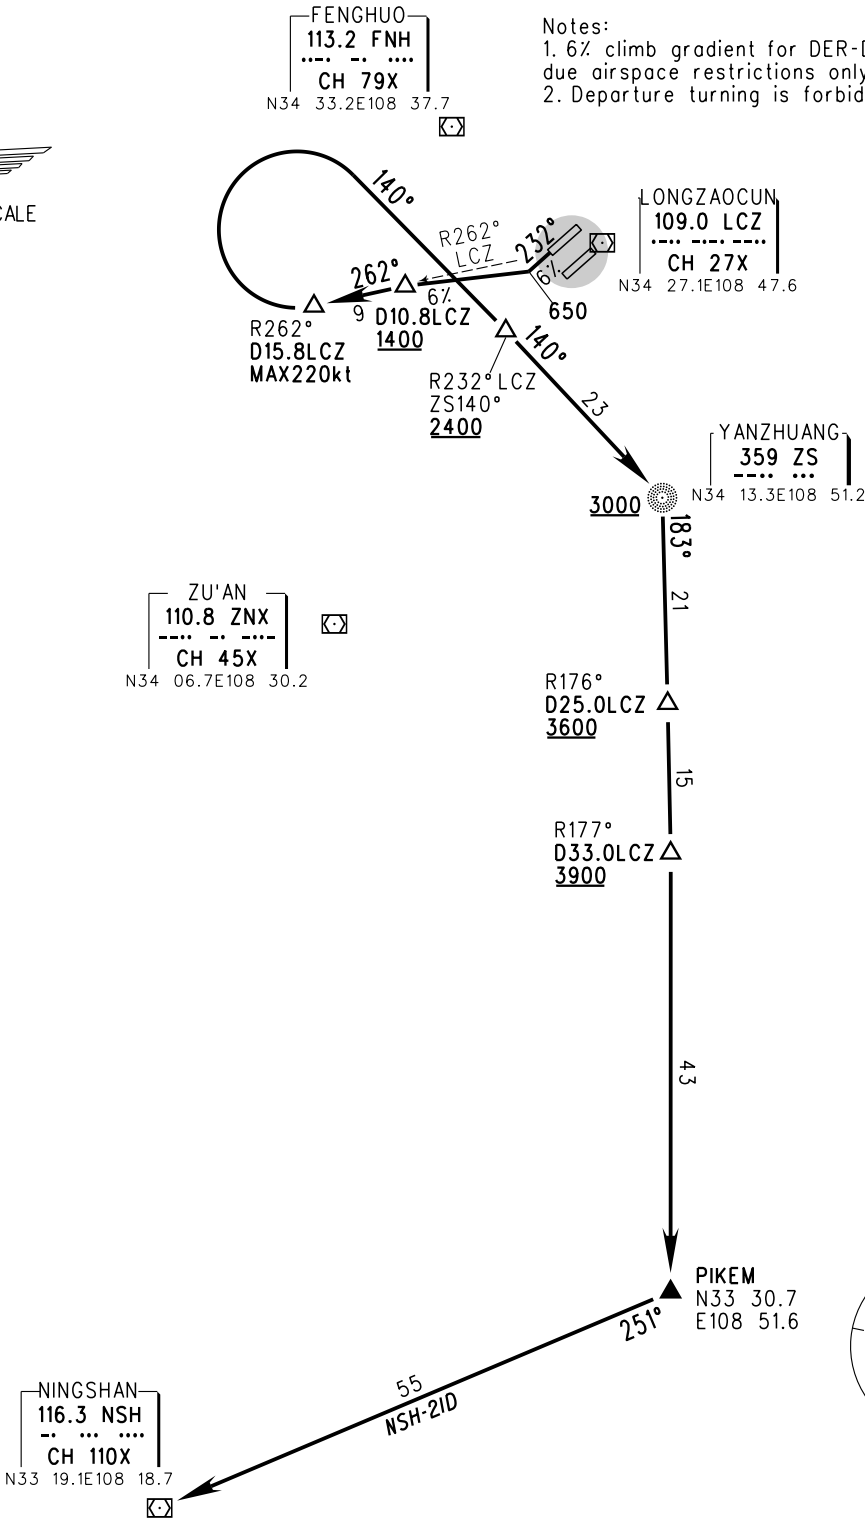 FENGHUO
113.2 FNH
CH 79X
N34 33.2E108 37.7
Notes:
1. 6% climb gradient for DER-D
due airspace restrictions only
2. Departure turning is forbid
CALE
LONGZAOCUN
109.0 LCZ
CH 27X
N34 27.1E108 47.6
140°
R262°
LCZ
232°
6%
262°
9
6%
D10.8LCZ
1400
650
R262°
D15.8LCZ
MAX220kt
140°
R232°LCZ
ZS140°
2400
23
YANZHUANG
359 ZS
N34 13.3E108 51.2
3000
183°
21
ZU'AN
110.8 ZNX
CH 45X
N34 06.7E108 30.2
R176°
D25.0LCZ
3600
15
R177°
D33.0LCZ
3900
43
PIKEM
N33 30.7
E108 51.6
251°
55
NSH-21D
NINGSHAN
116.3 NSH
CH 110X
N33 19.1E108 18.7